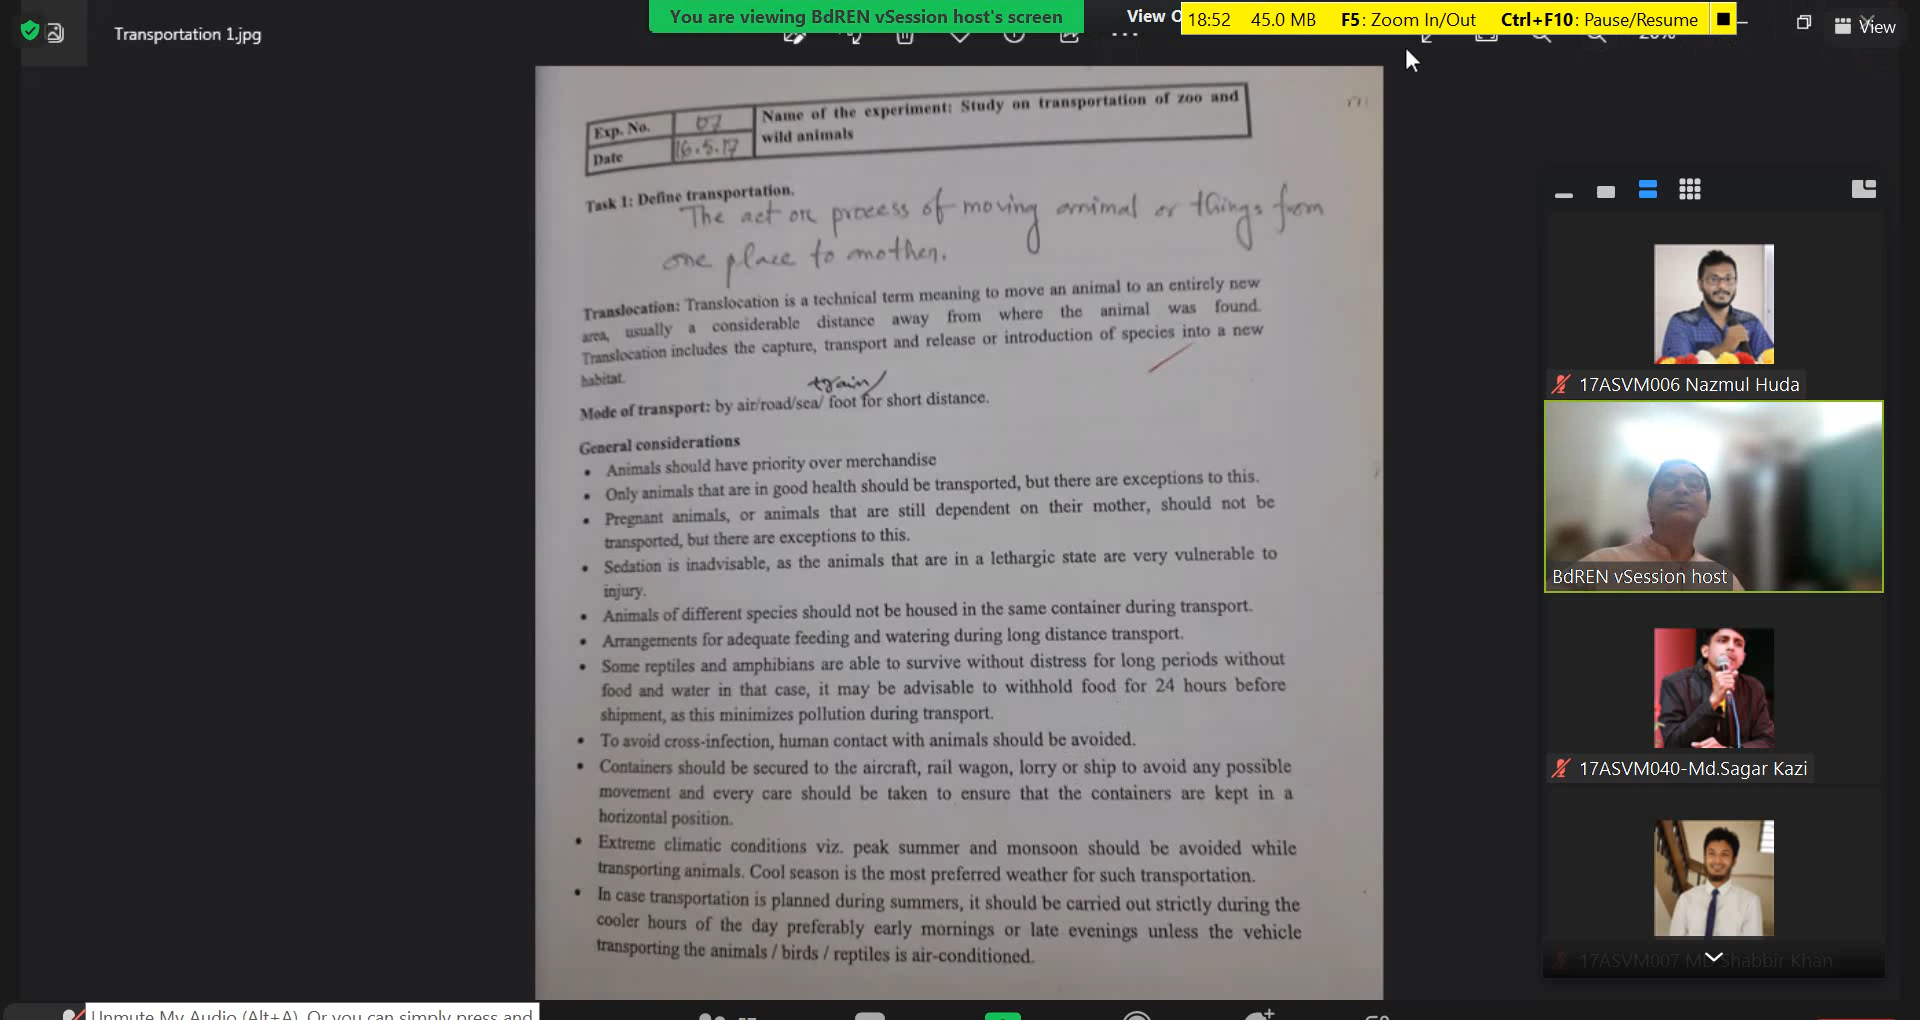 You are viewing BdREN vSession host's screen
View O
18:52 45.0 MB F5: Zoom In/Out Ctrl+F10: Pause/Resume
View
Transportation 1.jpg
Exp. No. 07
Name of the experiment: Study on transportation of zoo and
wild animals
Date 16.5.17
Task 1: Define transportation.
The act or process of moving animal or things from
one place to another.
Translocation: Translocation is a technical term meaning to move an animal to an entirely new
area, usually a considerable distance away from where the animal was found.
Translocation includes the capture, transport and release or introduction of species into a new
habitat.
train/
Mode of transport: by air/road/sea/ foot for short distance.
General considerations
• Animals should have priority over merchandise
• Only animals that are in good health should be transported, but there are exceptions to this.
• Pregnant animals, or animals that are still dependent on their mother, should not be
transported, but there are exceptions to this.
• Sedation is inadvisable, as the animals that are in a lethargic state are very vulnerable to
injury.
• Animals of different species should not be housed in the same container during transport.
• Arrangements for adequate feeding and watering during long distance transport.
• Some reptiles and amphibians are able to survive without distress for long periods without
food and water in that case, it may be advisable to withhold food for 24 hours before
shipment, as this minimizes pollution during transport.
• To avoid cross-infection, human contact with animals should be avoided.
• Containers should be secured to the aircraft, rail wagon, lorry or ship to avoid any possible
movement and every care should be taken to ensure that the containers are kept in a
horizontal position.
• Extreme climatic conditions viz. peak summer and monsoon should be avoided while
transporting animals. Cool season is the most preferred weather for such transportation.
• In case transportation is planned during summers, it should be carried out strictly during the
cooler hours of the day preferably early mornings or late evenings unless the vehicle
transporting the animals / birds / reptiles is air-conditioned.
17ASVM006 Nazmul Huda
BdREN vSession host
17ASVM040-Md.Sagar Kazi
17ASVM007 MD Shabbir Khan
Unmute My Audio (Alt+A). Or you can simply press and